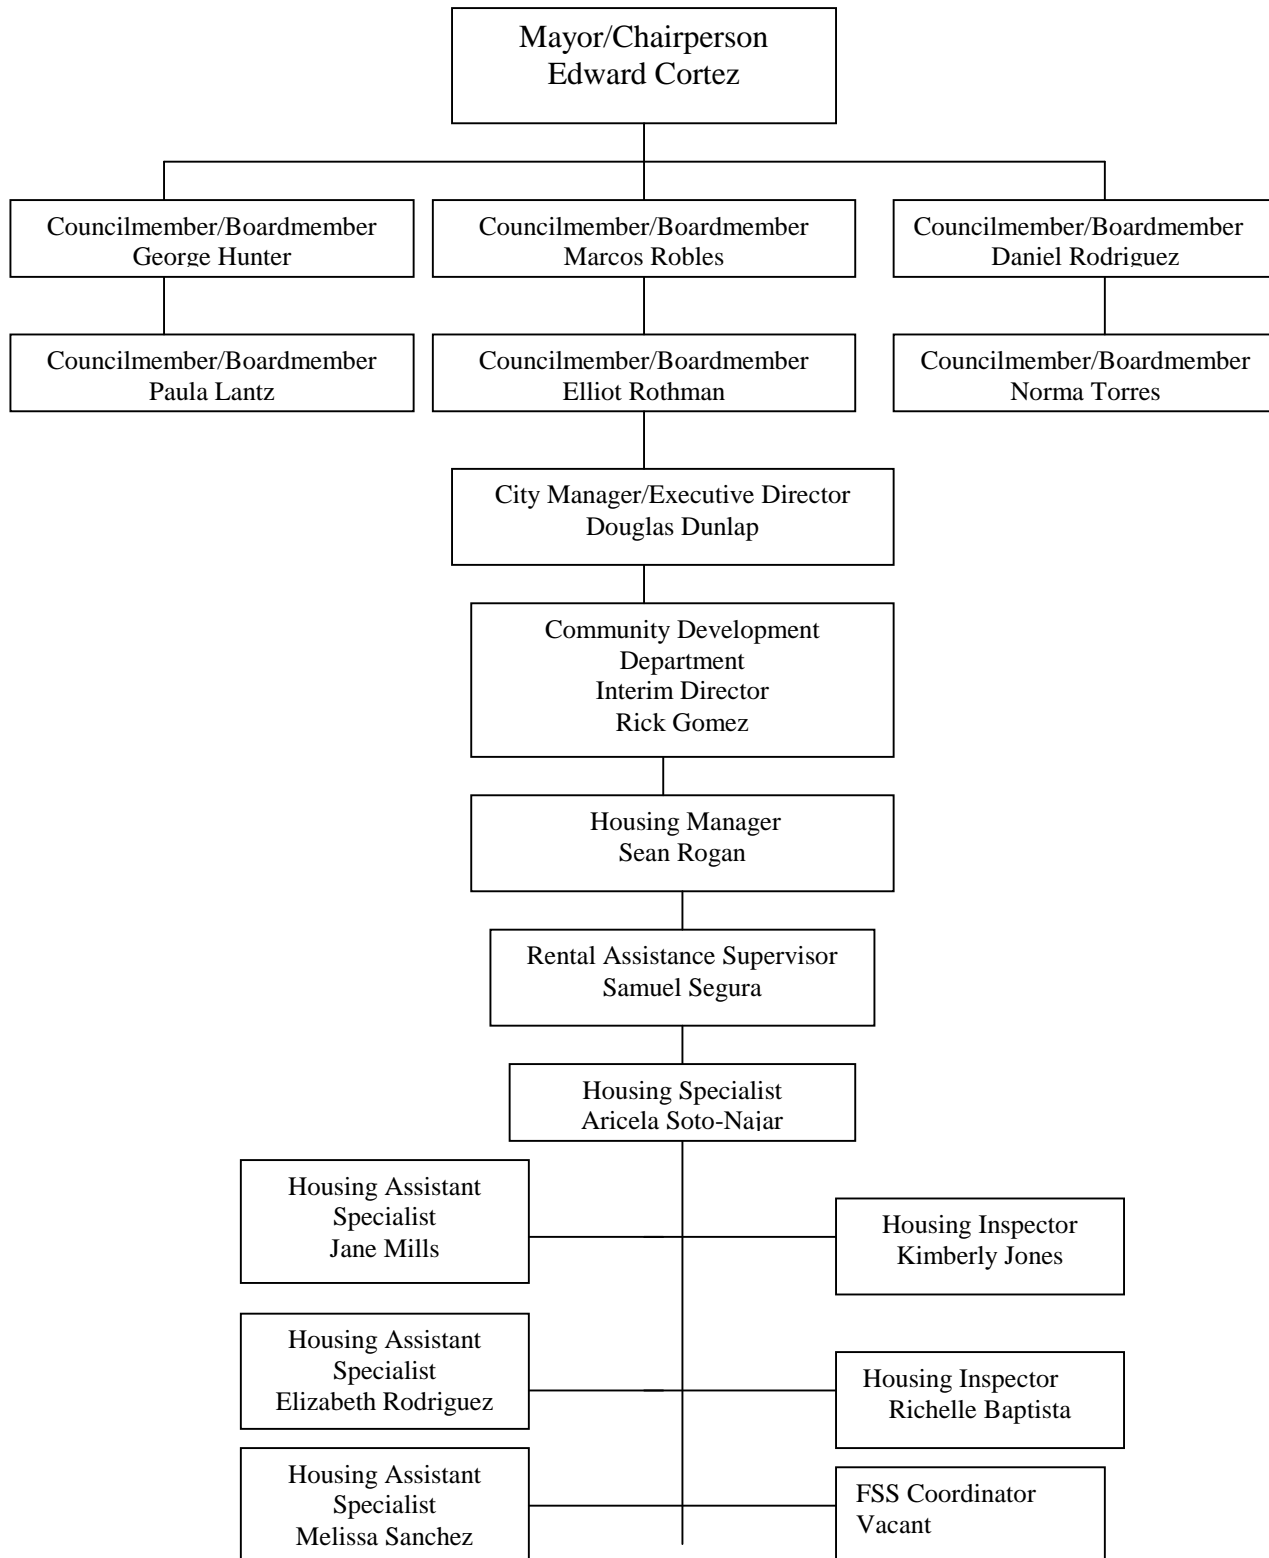 Mayor/Chairperson
Edward Cortez
Councilmember/Boardmember
George Hunter
Councilmember/Boardmember
Marcos Robles
Councilmember/Boardmember
Daniel Rodriguez
Councilmember/Boardmember
Paula Lantz
Councilmember/Boardmember
Elliot Rothman
Councilmember/Boardmember
Norma Torres
City Manager/Executive Director
Douglas Dunlap
Community Development
Department
Interim Director
Rick Gomez
Housing Manager
Sean Rogan
Rental Assistance Supervisor
Samuel Segura
Housing Specialist
Aricela Soto-Najar
Housing Assistant
Specialist
Jane Mills
Housing Inspector
Kimberly Jones
Housing Assistant
Specialist
Elizabeth Rodriguez
Housing Inspector
Richelle Baptista
Housing Assistant
Specialist
Melissa Sanchez
FSS Coordinator
Vacant